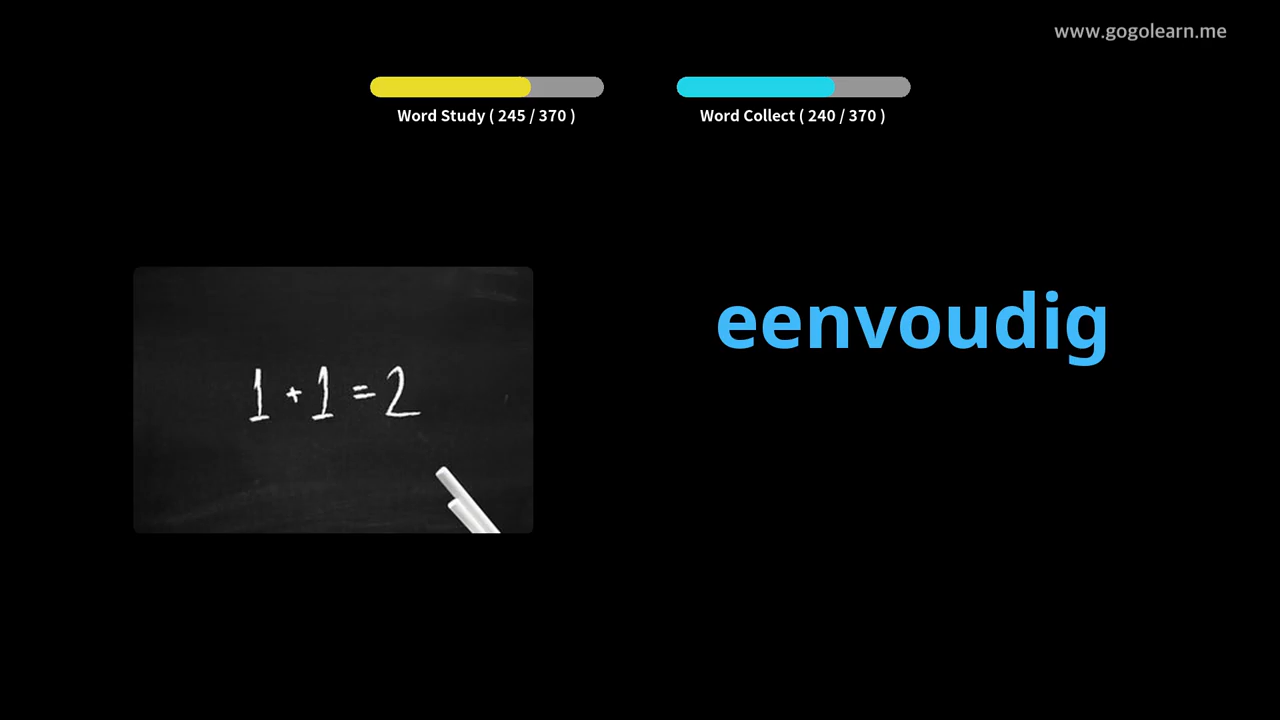 www.gogolearn.me
Word Study ( 245 / 370 )
Word Collect ( 240 / 370 )
eenvoudig
1 + 1 = 2